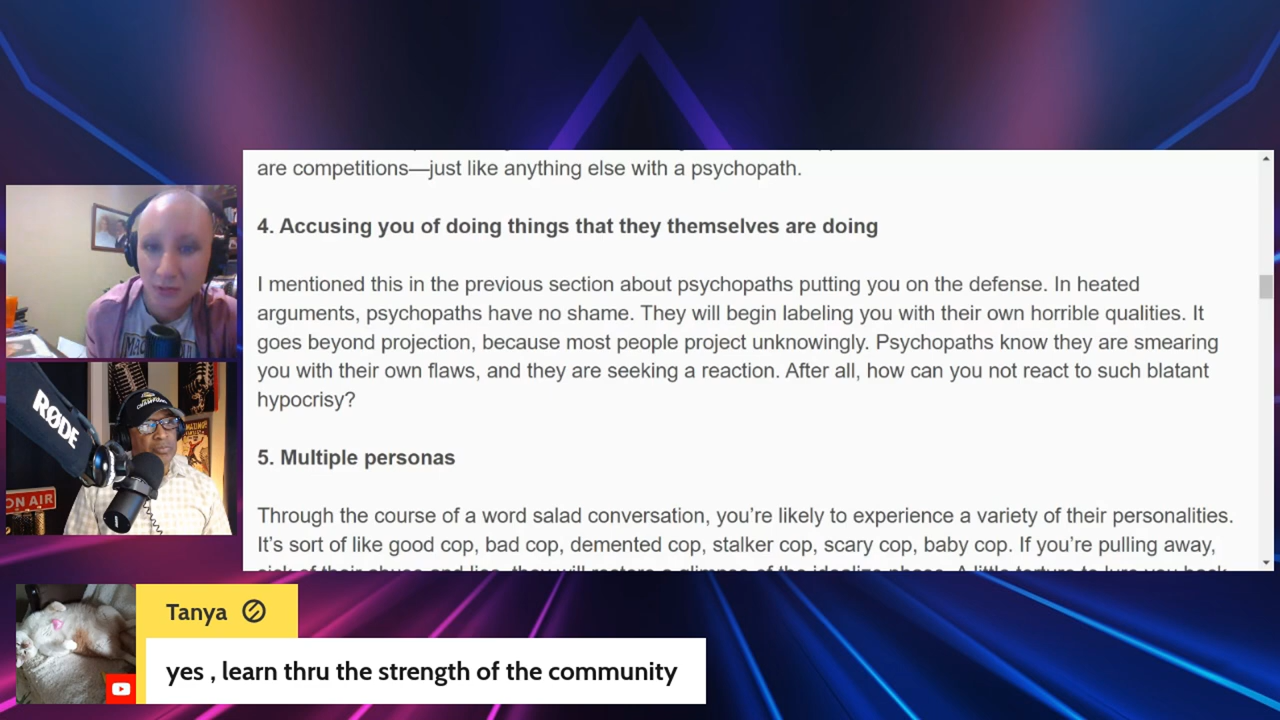 are competitions—just like anything else with a psychopath.
4. Accusing you of doing things that they themselves are doing
I mentioned this in the previous section about psychopaths putting you on the defense. In heated
arguments, psychopaths have no shame. They will begin labeling you with their own horrible qualities. It
goes beyond projection, because most people project unknowingly. Psychopaths know they are smearing
you with their own flaws, and they are seeking a reaction. After all, how can you not react to such blatant
hypocrisy?
5. Multiple personas
Through the course of a word salad conversation, you’re likely to experience a variety of their personalities.
It’s sort of like good cop, bad cop, demented cop, stalker cop, scary cop, baby cop. If you’re pulling away,
RØDE
ON AIR
Tanya
yes , learn thru the strength of the community